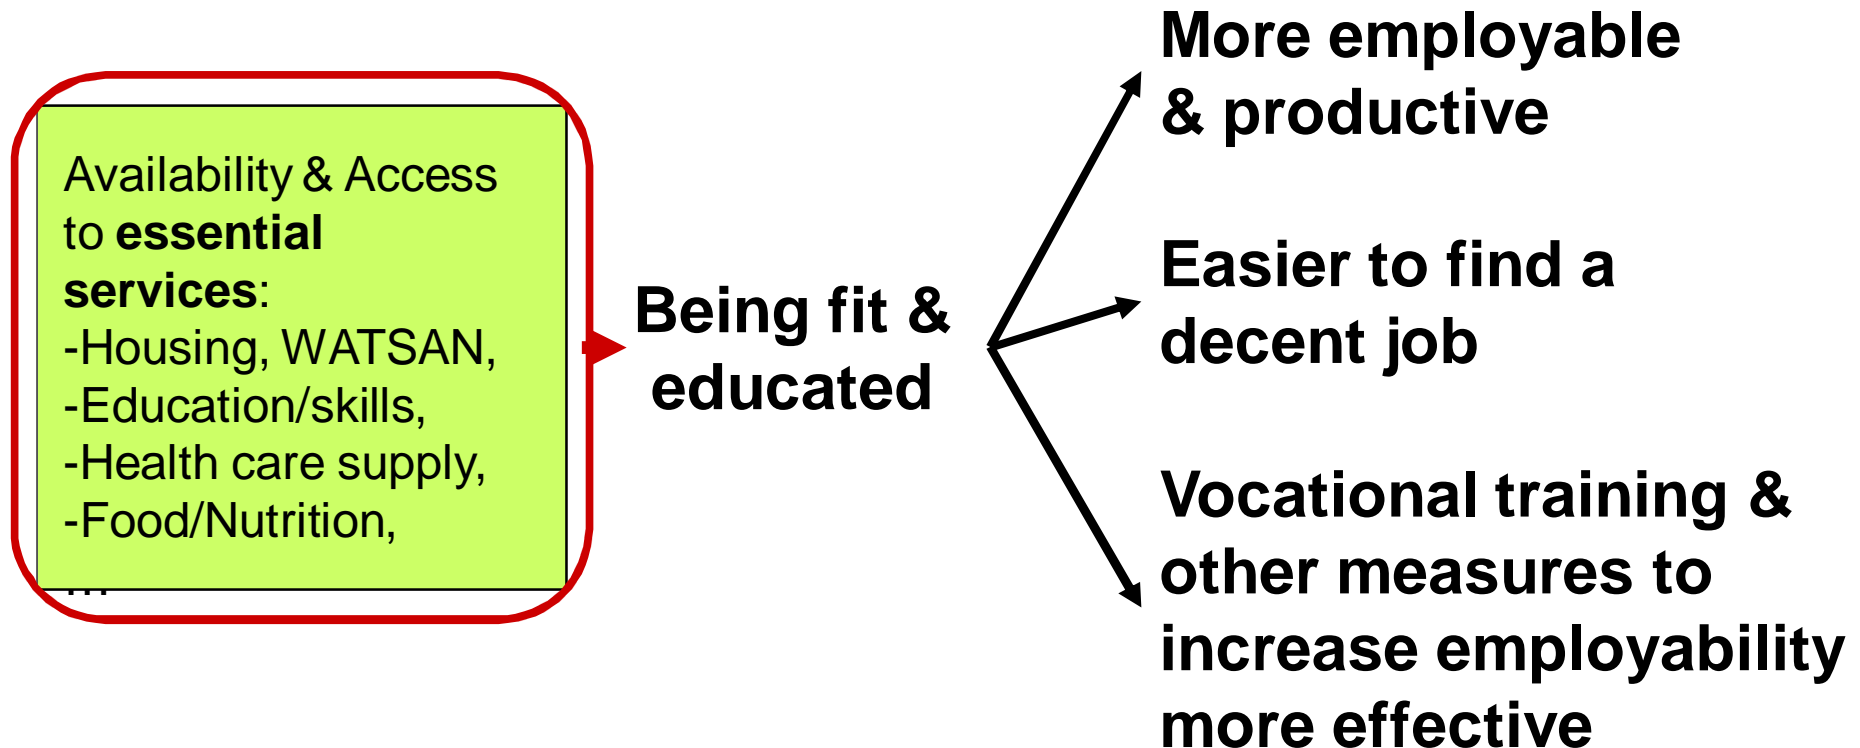 Availability & Access
to essential
services:
-Housing, WATSAN,
-Education/skills,
-Health care supply,
-Food/Nutrition,
...
Being fit &
educated
More employable
& productive
Easier to find a
decent job
Vocational training &
other measures to
increase employability
more effective